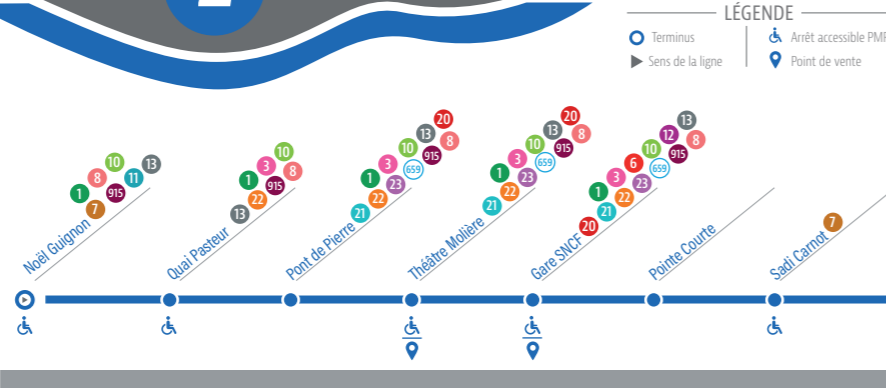 LÉGENDE
Terminus
Arrêt accessible PMR
Sens de la ligne
Point de vente
Noël Guignon
1 8 10 7 915 11 13
Quai Pasteur
1 3 10 13 22 915 8
Pont de Pierre
1 3 10 13 20 21 22 23 659 915 8
Théâtre Molière
1 3 10 13 20 21 22 23 659 915 8
Gare SNCF
1 3 6 10 12 13 20 21 22 23 659 915 8
Pointe Courte
Sadi Carnot
7